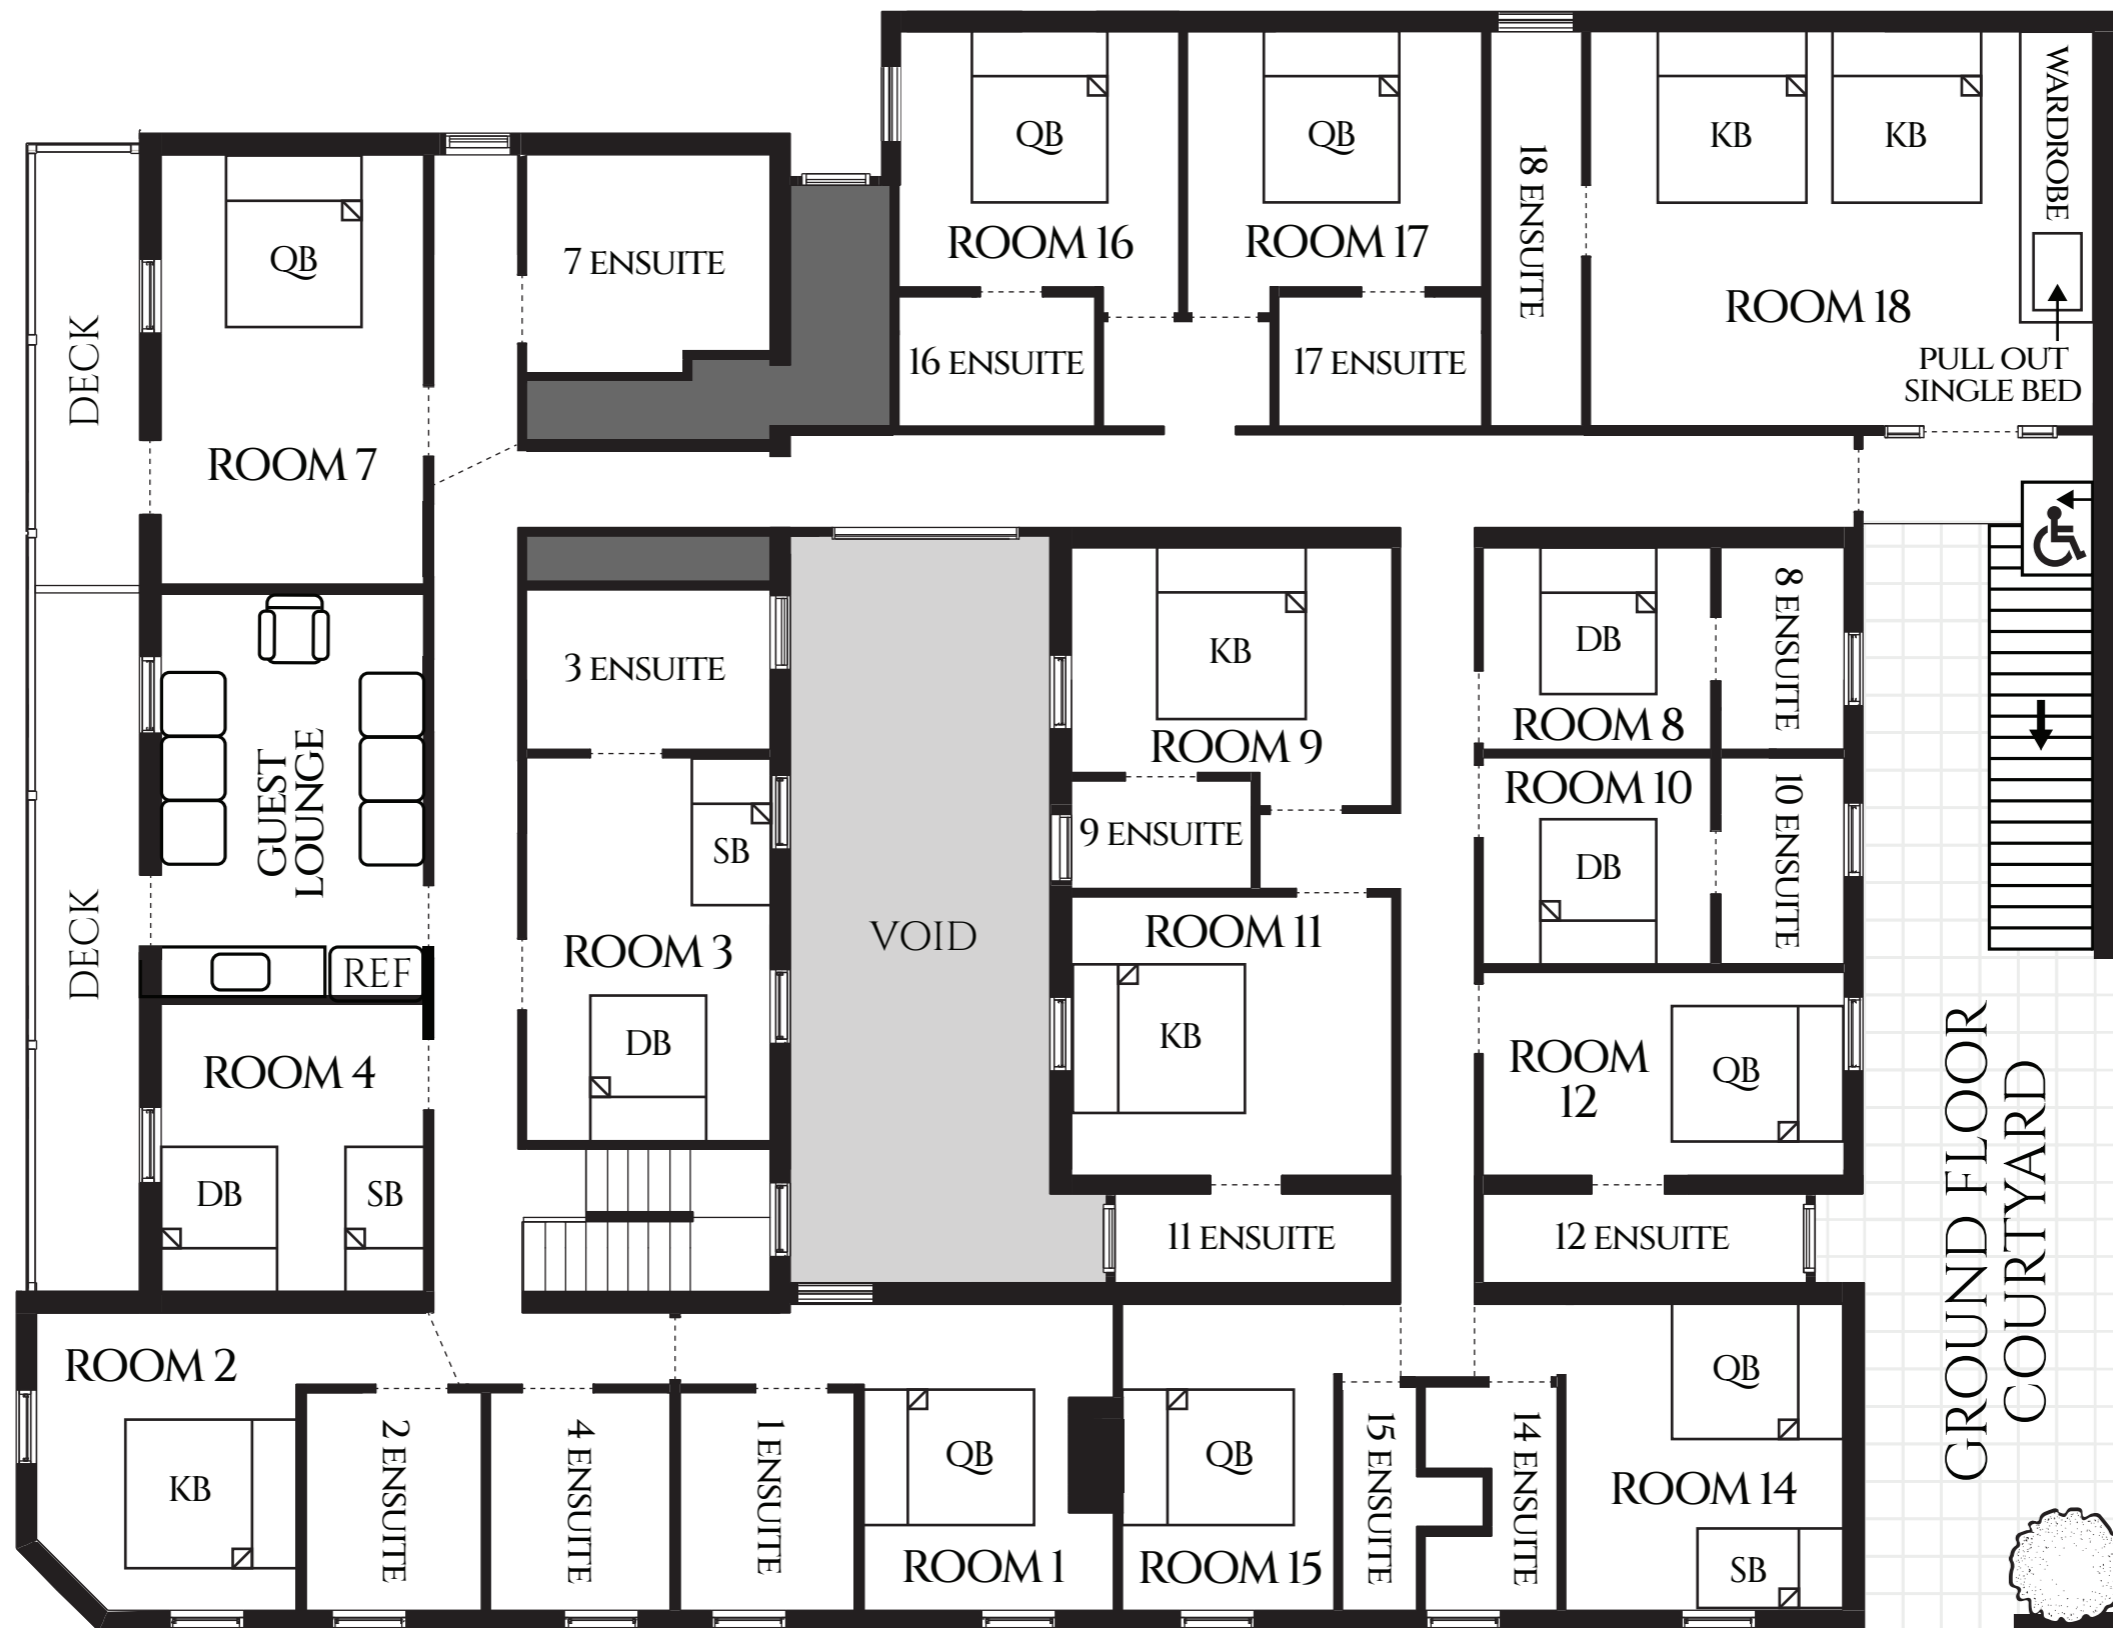 QB
ROOM 16
16 ENSUITE
QB
ROOM 17
17 ENSUITE
18 ENSUITE
KB
KB
ROOM 18
WARDROBE
PULL OUT
SINGLE BED
DECK
QB
ROOM 7
7 ENSUITE
GUEST
LOUNGE
REF
DECK
3 ENSUITE
SB
ROOM 3
DB
VOID
KB
ROOM 9
9 ENSUITE
ROOM 11
KB
11 ENSUITE
DB
ROOM 8
8 ENSUITE
ROOM 10
DB
10 ENSUITE
ROOM
12
QB
12 ENSUITE
ROOM 4
DB
SB
ROOM 2
KB
2 ENSUITE
4 ENSUITE
1 ENSUITE
QB
ROOM 1
QB
ROOM 15
15 ENSUITE
14 ENSUITE
QB
ROOM 14
SB
GROUND FLOOR
COURTYARD